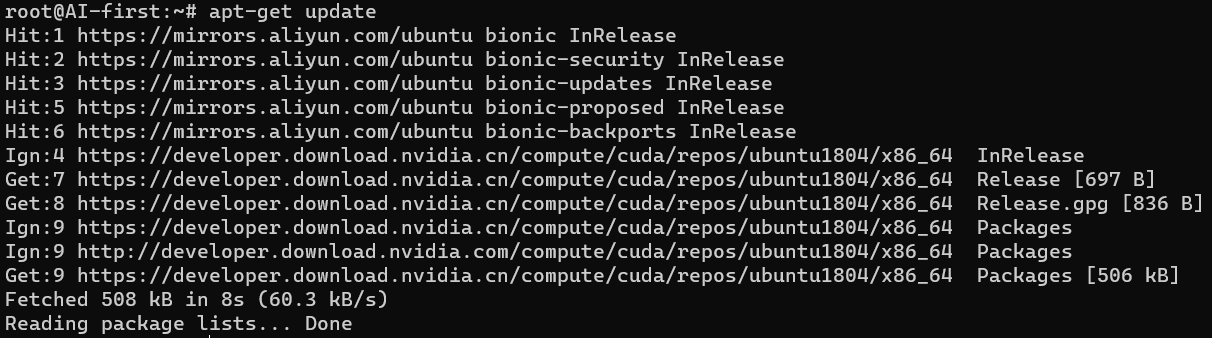 root@AI-first:~# apt-get update
Hit:1 https://mirrors.aliyun.com/ubuntu bionic InRelease
Hit:2 https://mirrors.aliyun.com/ubuntu bionic-security InRelease
Hit:3 https://mirrors.aliyun.com/ubuntu bionic-updates InRelease
Hit:5 https://mirrors.aliyun.com/ubuntu bionic-proposed InRelease
Hit:6 https://mirrors.aliyun.com/ubuntu bionic-backports InRelease
Ign:4 https://developer.download.nvidia.cn/compute/cuda/repos/ubuntu1804/x86_64  InRelease
Get:7 https://developer.download.nvidia.cn/compute/cuda/repos/ubuntu1804/x86_64  Release [697 B]
Get:8 https://developer.download.nvidia.cn/compute/cuda/repos/ubuntu1804/x86_64  Release.gpg [836 B]
Ign:9 https://developer.download.nvidia.cn/compute/cuda/repos/ubuntu1804/x86_64  Packages
Ign:9 http://developer.download.nvidia.com/compute/cuda/repos/ubuntu1804/x86_64  Packages
Get:9 https://developer.download.nvidia.cn/compute/cuda/repos/ubuntu1804/x86_64  Packages [506 kB]
Fetched 508 kB in 8s (60.3 kB/s)
Reading package lists... Done